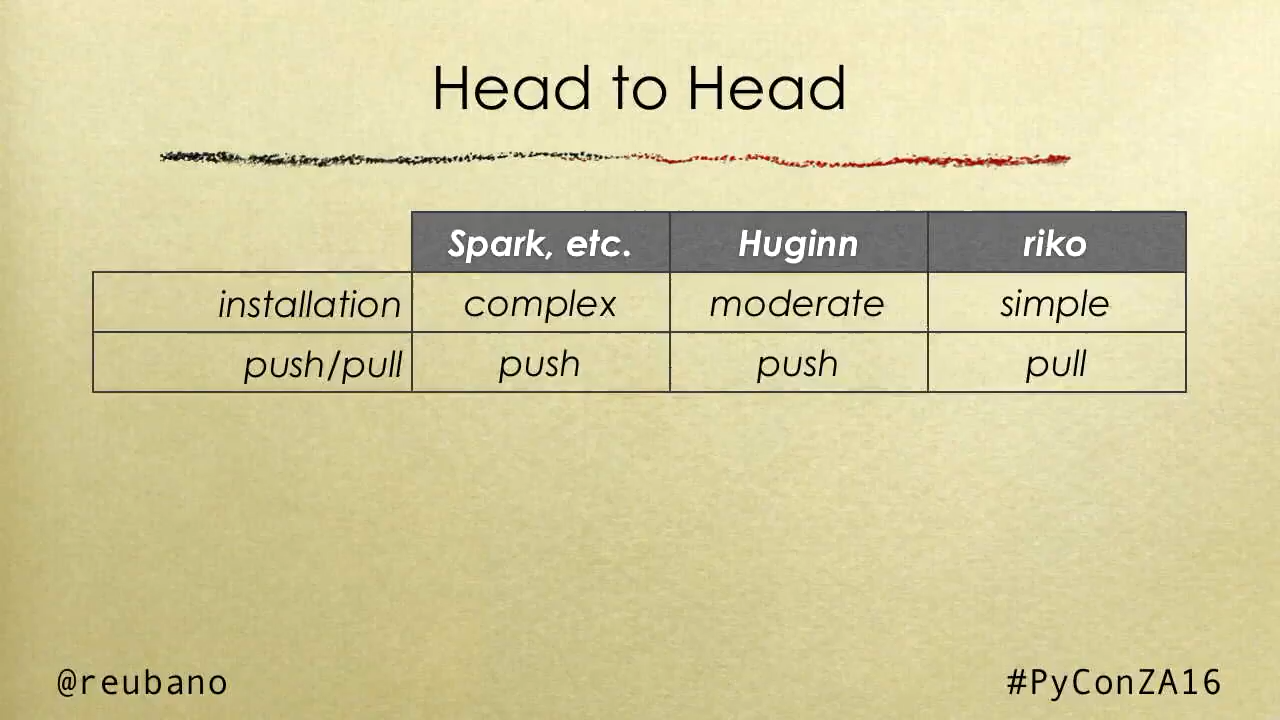 Head to Head
Spark, etc. Huginn riko
installation complex moderate simple
push/pull push push pull
@reubano #PyConZA16